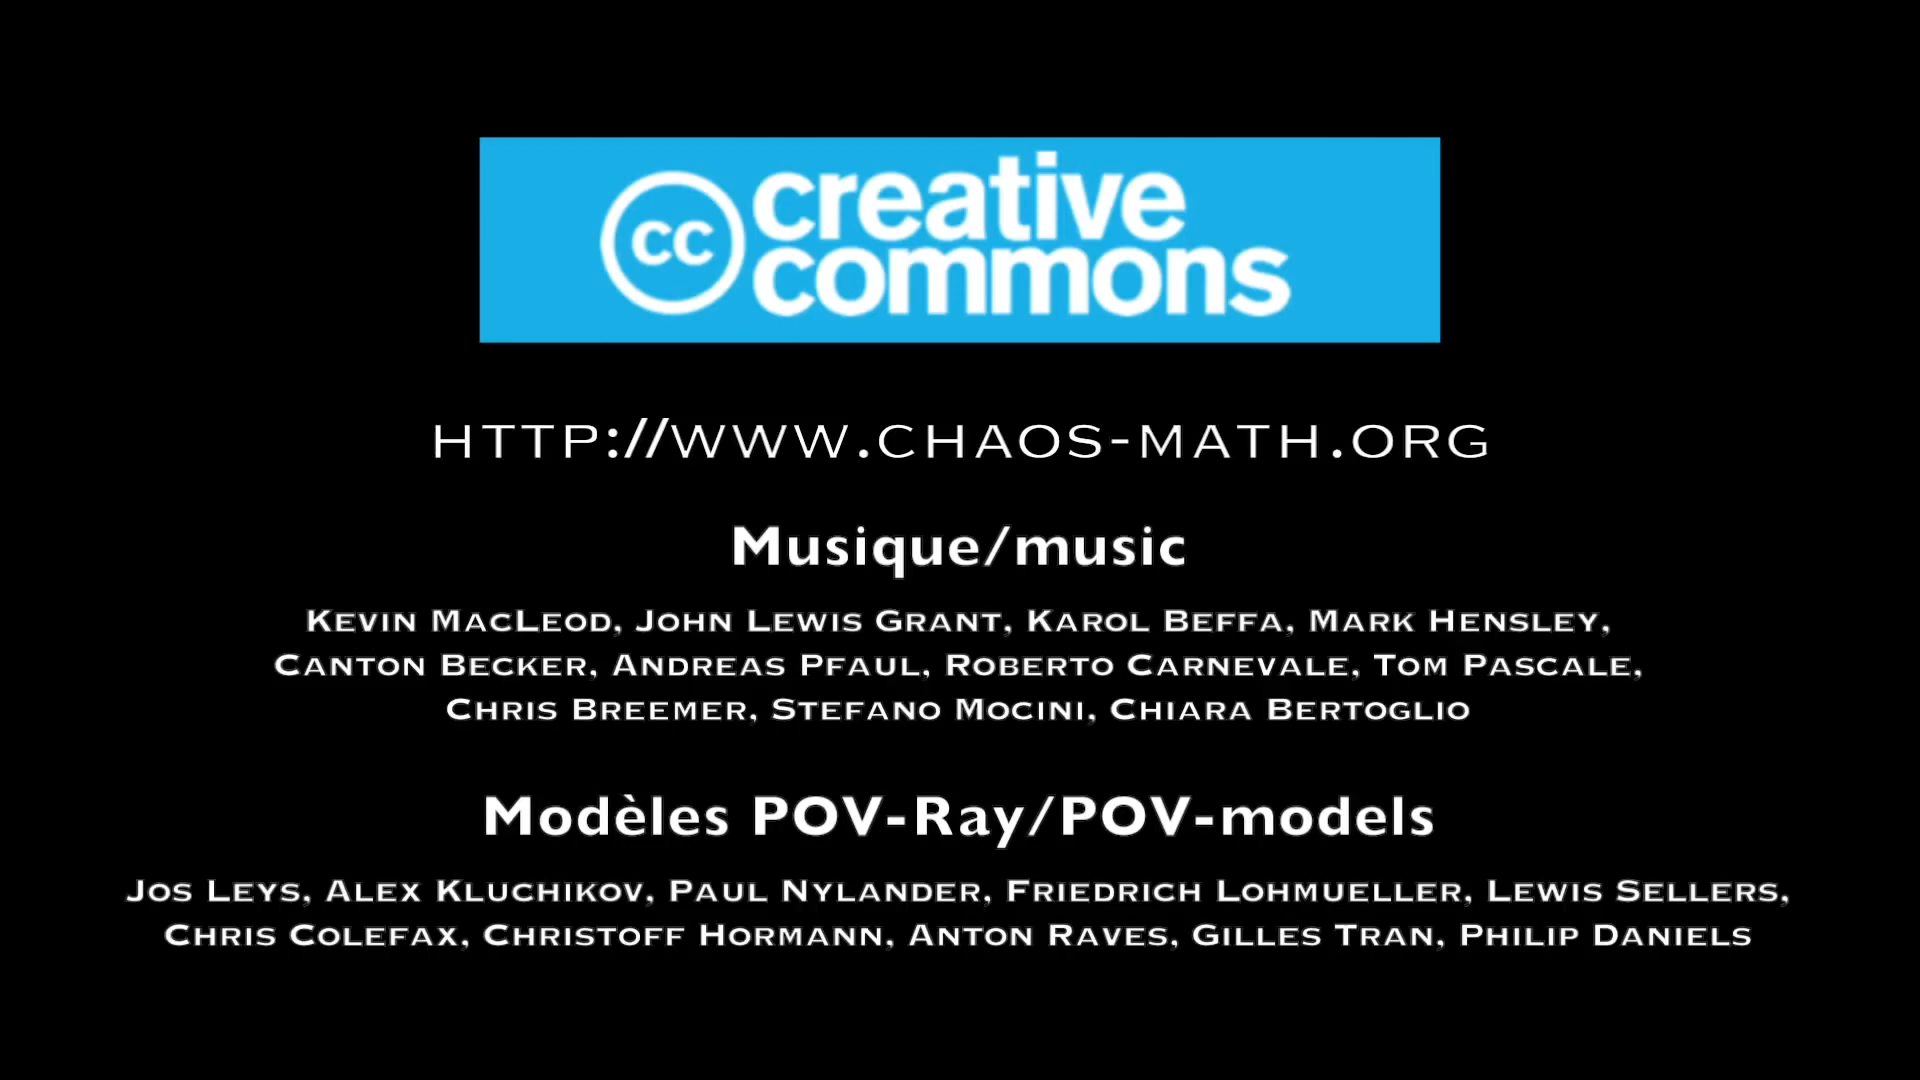 cc creative
commons
HTTP://WWW.CHAOS-MATH.ORG
Musique/music
Kevin MacLeod, John Lewis Grant, Karol Beffa, Mark Hensley,
Canton Becker, Andreas Pfaul, Roberto Carnevale, Tom Pascale,
Chris Breemer, Stefano Mocini, Chiara Bertoglio
Modèles POV-Ray/POV-models
Jos Leys, Alex Kluchikov, Paul Nylander, Friedrich Lohmueller, Lewis Sellers,
Chris Colefax, Christoff Hormann, Anton Raves, Gilles Tran, Philip Daniels